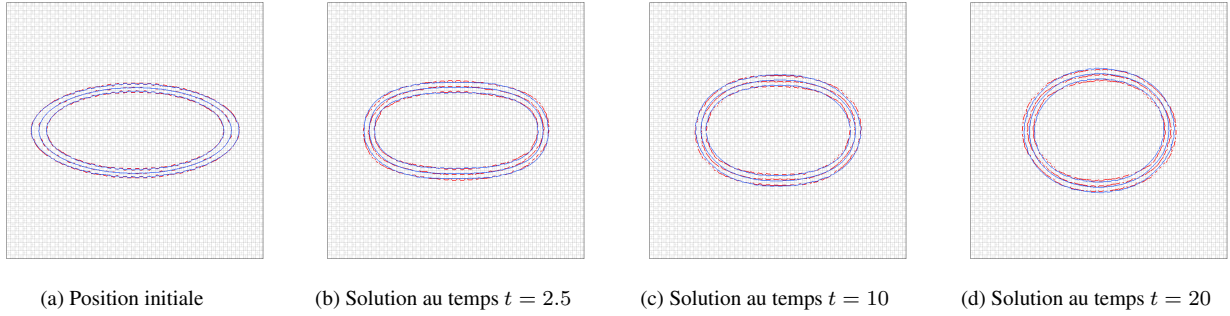 (a) Position initiale
(b) Solution au temps t = 2.5
(c) Solution au temps t = 10
(d) Solution au temps t = 20